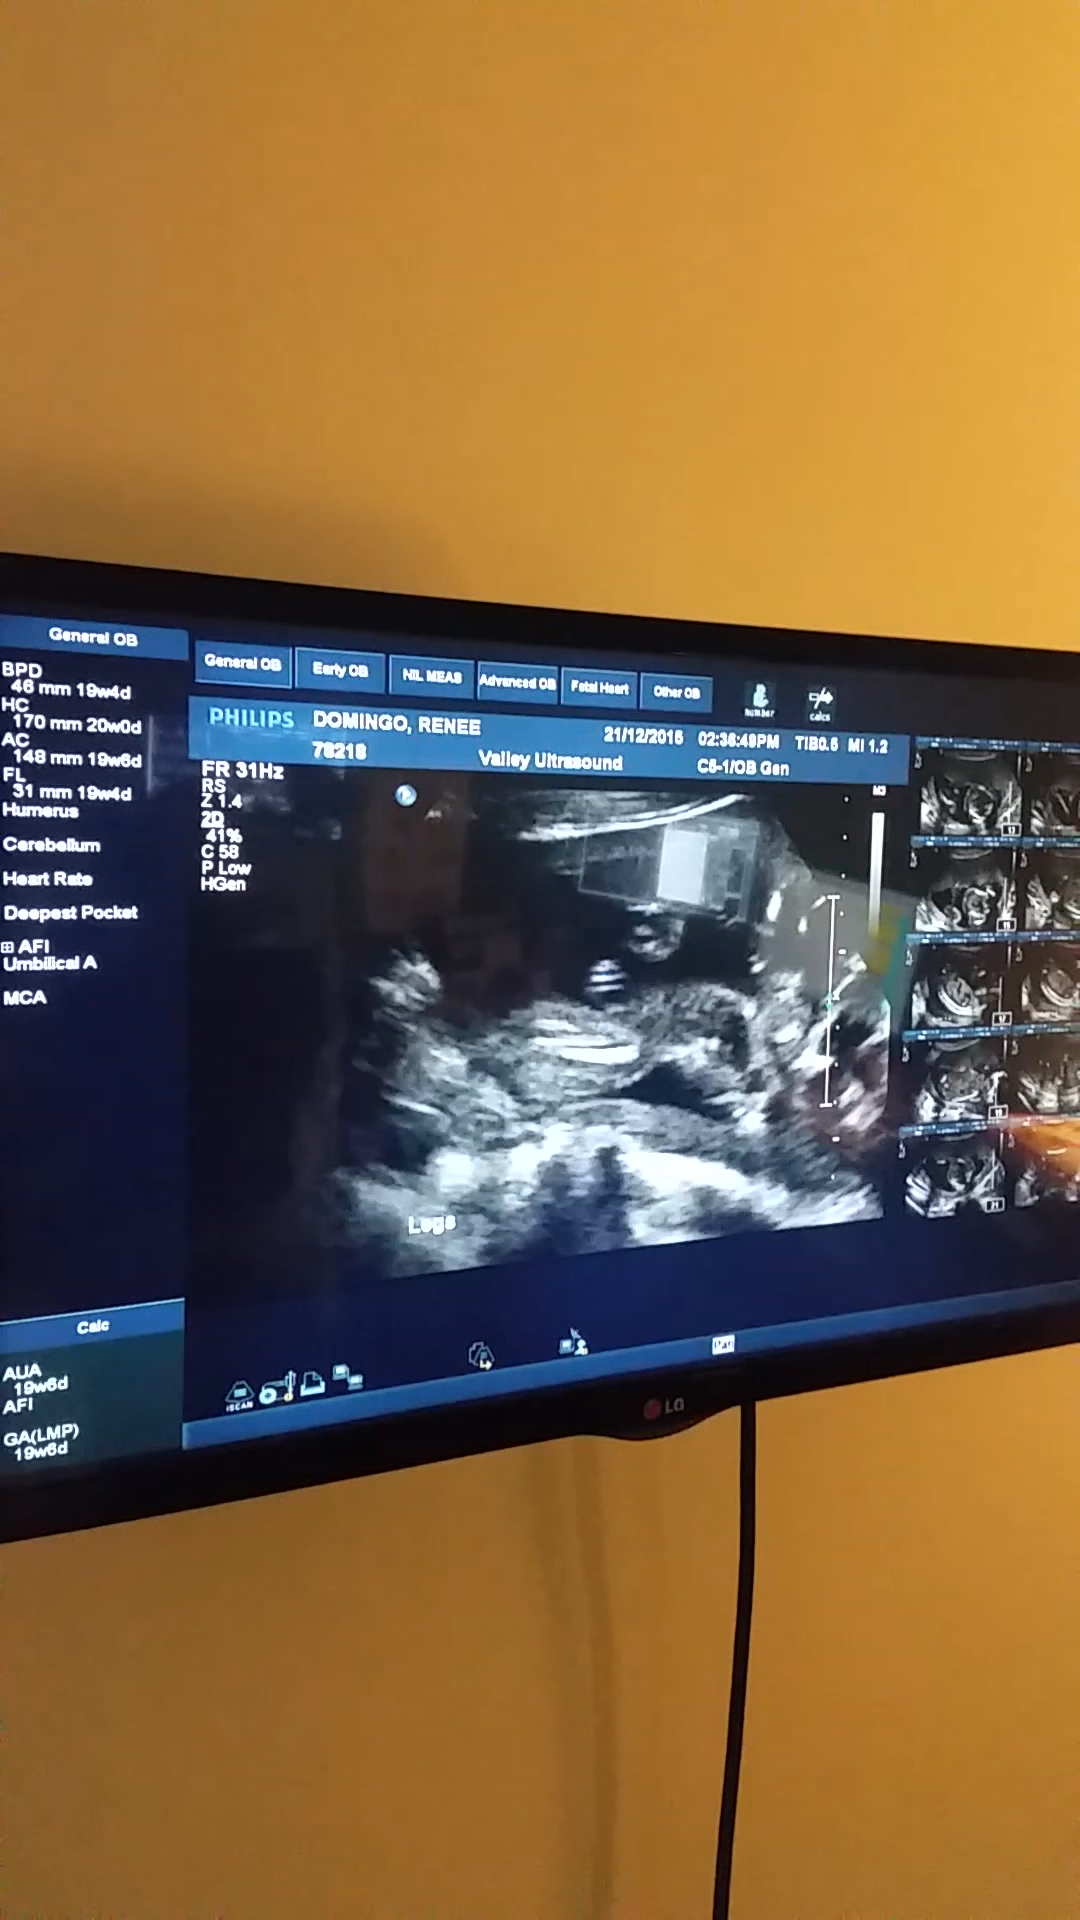 General OB
BPD
46 mm 19w4d
HC
170 mm 20w0d
AC
148 mm 19w6d
FL
31 mm 19w4d
Humerus
Cerebellum
Heart Rate
Deepest Pocket
AFI
Umbilical A
MCA
Calc
AUA
19w6d
AFI
GA(LMP)
19w6d
General OB Early OB NIL MEAS Advanced OB Fetal Heart Other OB
calcs
PHILIPS DOMINGO, RENEE 21/12/2016 02:36:49PM TIB0.6 MI 1.2
78218 Valley Ultrasound C5-1/OB Gen
FR 31Hz
RS
Z 1.4
2D
41%
C 58
P Low
HGen
M3
Legs
iSCAN
LG